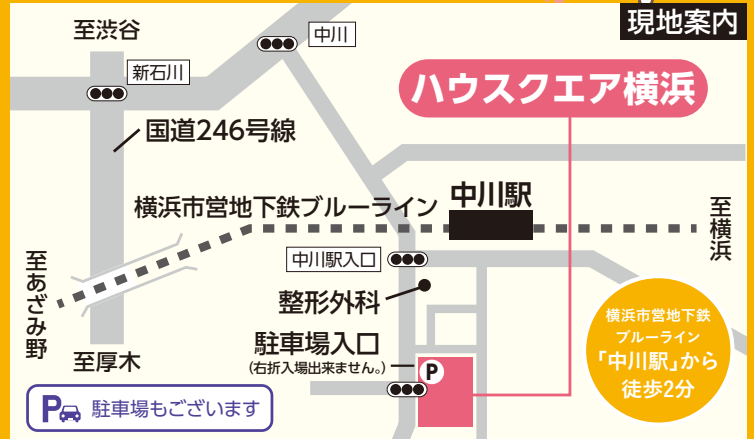 現地案内
至渋谷
中川
新石川
ハウスクエア横浜
国道246号線
横浜市営地下鉄ブルーライン
中川駅
至横浜
至あざみ野
中川駅入口
整形外科
駐車場入口
(右折入場出来ません。)
P
至厚木
横浜市営地下鉄
ブルーライン
「中川駅」から
徒歩2分
P 駐車場もございます